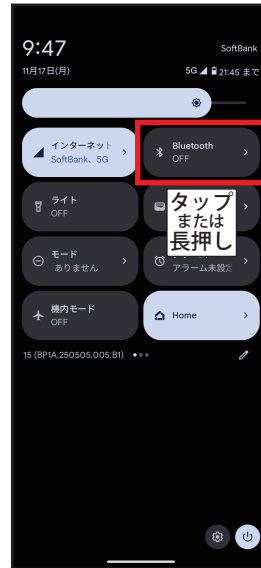 9:47
SoftBank
11月17日(月)
5G 21:45 まで
インターネット
SoftBank、5G
Bluetooth
OFF
ライト
OFF
タップ
または
長押し
モード
ありません
アラーム未設定
機内モード
OFF
Home
15 (BP1A.250505.005.B1)